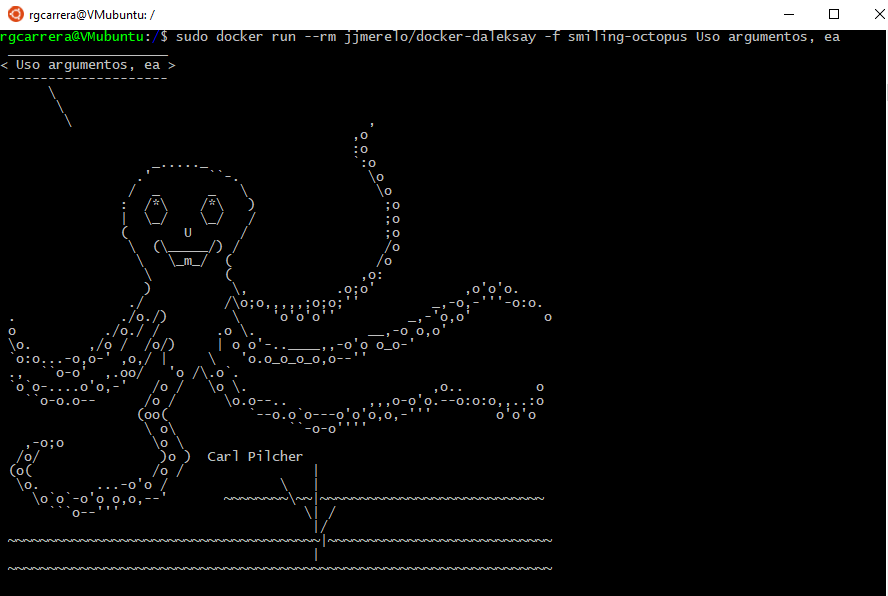 rgcarrera@VMubuntu: /
rgcarrera@VMubuntu:/$ sudo docker run --rm jjmerelo/docker-daleksay -f smiling-octopus Uso argumentos, ea
< Uso argumentos, ea >
Carl Pilcher